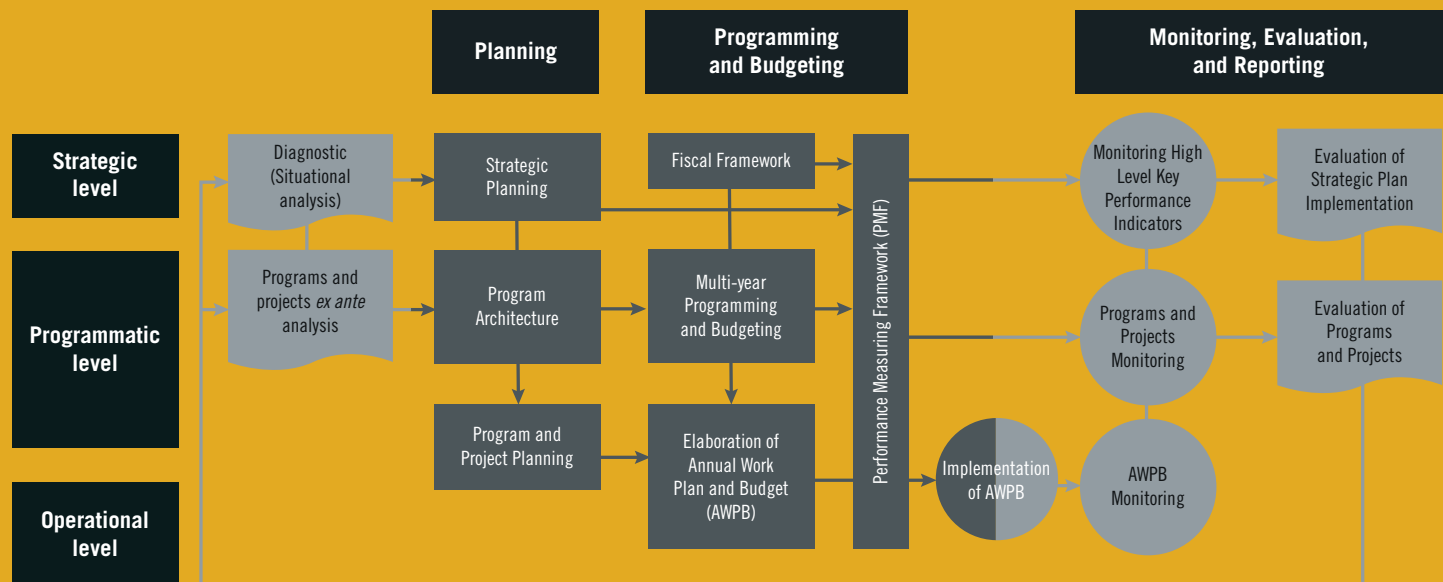 Planning
Programming
and Budgeting
Monitoring, Evaluation,
and Reporting
Strategic
level
Diagnostic
(Situational
analysis)
Strategic
Planning
Fiscal Framework
Performance Measuring Framework (PMF)
Monitoring High
Level Key
Performance
Indicators
Evaluation of
Strategic Plan
Implementation
Programmatic
level
Programs and
projects ex ante
analysis
Program
Architecture
Multi-year
Programming
and Budgeting
Programs and
Projects
Monitoring
Evaluation of
Programs
and Projects
Operational
level
Program and
Project Planning
Elaboration of
Annual Work
Plan and Budget
(AWPB)
Implementation
of AWPB
AWPB
Monitoring